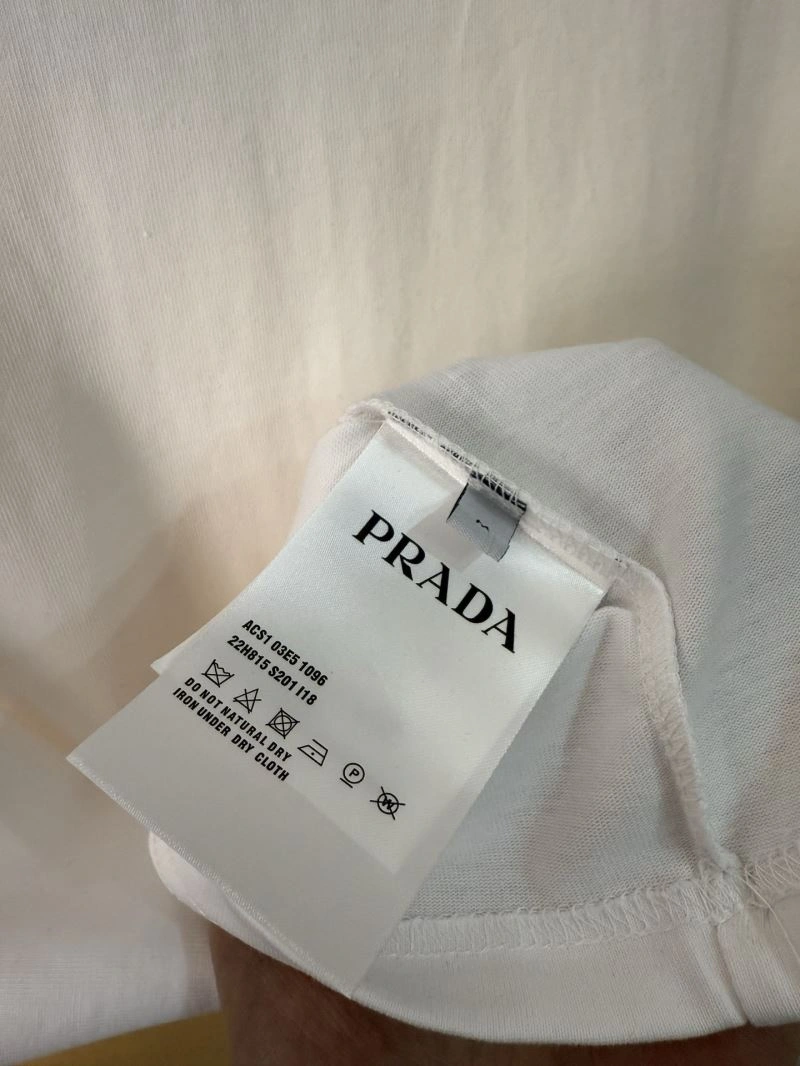 PRADA
ACS1 03E5 1096
22H815 S201 I18
DO NOT NATURAL DRY
IRON UNDER DRY CLOTH
P
W